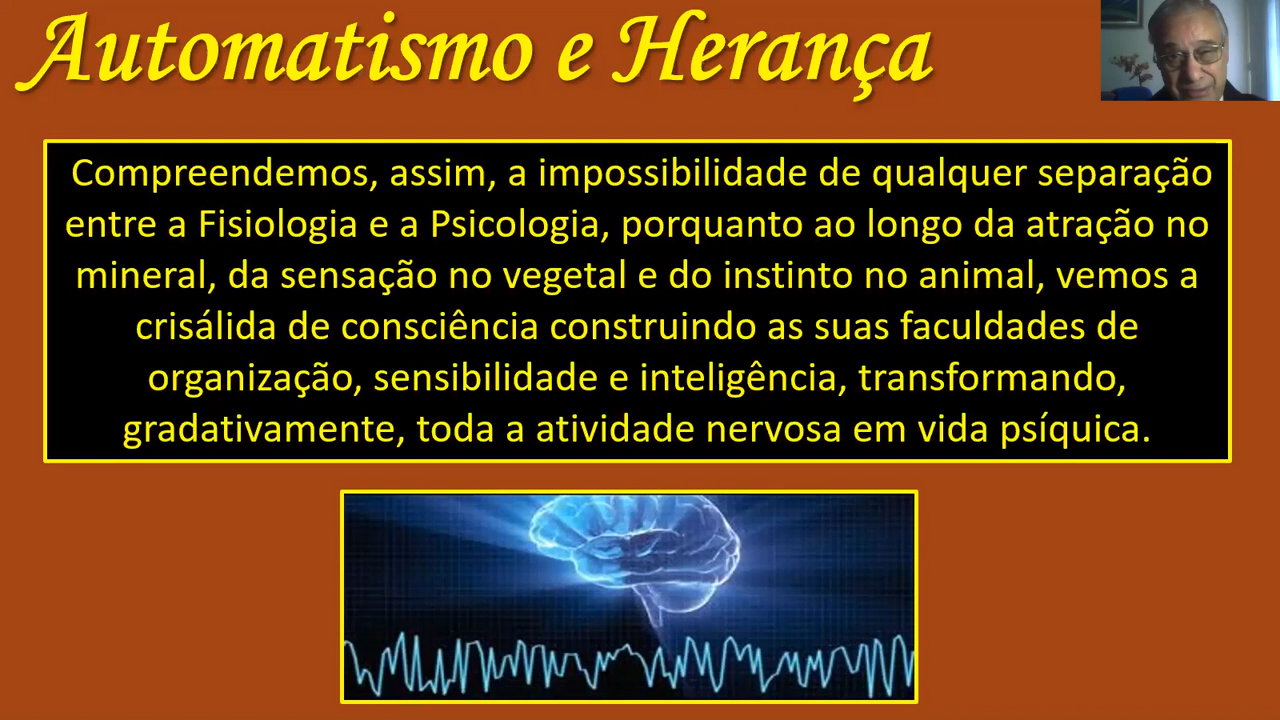 Automatismo e Herança
Compreendemos, assim, a impossibilidade de qualquer separação
entre a Fisiologia e a Psicologia, porquanto ao longo da atração no
mineral, da sensação no vegetal e do instinto no animal, vemos a
crisálida de consciência construindo as suas faculdades de
organização, sensibilidade e inteligência, transformando,
gradativamente, toda a atividade nervosa em vida psíquica.